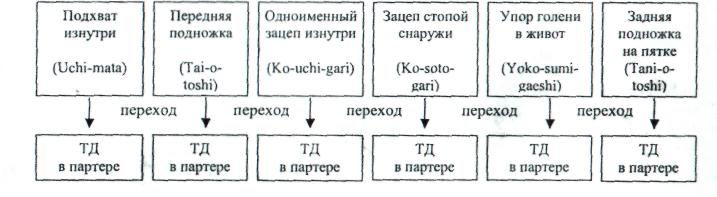 Подхват
изнутри
(Uchi-mata)
Передняя
подножка
(Tai-o-
toshi)
Одноименный
зацеп изнутри
(Ko-uchi-gari)
Зацеп стопой
снаружи
(Ko-soto-
gari)
Упор голени
в живот
(Yoko-sumi-
gaeshi)
Задняя
подножка
на пятке
(Tani-o-
toshi)
переход
переход
переход
переход
переход
ТД
в партере
ТД
в партере
ТД
в партере
ТД
в партере
ТД
в партере
ТД
в партере